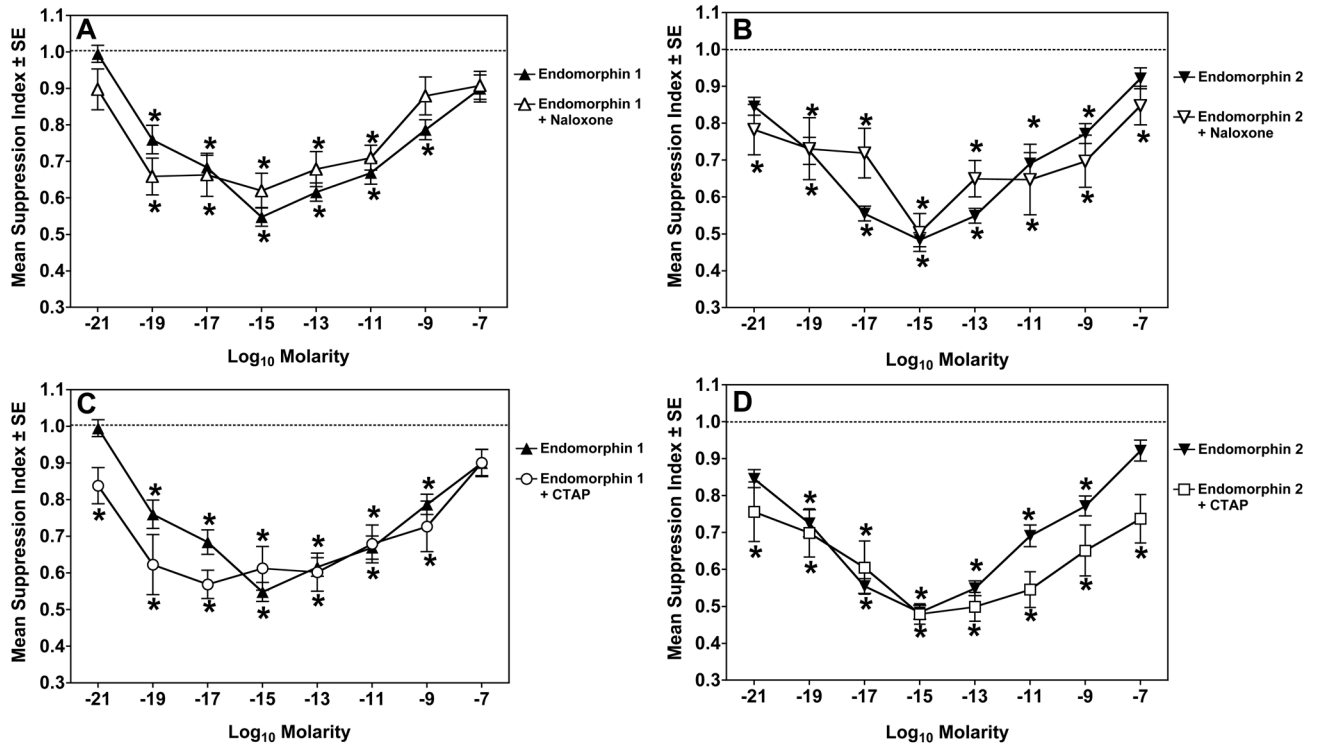 A
Mean Suppression Index ± SE
1.1
1.0
0.9
0.8
0.7
0.6
0.5
0.4
0.3
* * * * * *
* * * * * *
-21 -19 -17 -15 -13 -11 -9 -7
Log10 Molarity
Endomorphin 1
Endomorphin 1
+ Naloxone
B
Mean Suppression Index ± SE
1.1
1.0
0.9
0.8
0.7
0.6
0.5
0.4
0.3
* * * * * *
* * * * * * * *
-21 -19 -17 -15 -13 -11 -9 -7
Log10 Molarity
Endomorphin 2
Endomorphin 2
+ Naloxone
C
Mean Suppression Index ± SE
1.1
1.0
0.9
0.8
0.7
0.6
0.5
0.4
0.3
* * * * * *
* * * * * * *
-21 -19 -17 -15 -13 -11 -9 -7
Log10 Molarity
Endomorphin 1
Endomorphin 1
+ CTAP
D
Mean Suppression Index ± SE
1.1
1.0
0.9
0.8
0.7
0.6
0.5
0.4
0.3
* * * * * *
* * * * * * * *
-21 -19 -17 -15 -13 -11 -9 -7
Log10 Molarity
Endomorphin 2
Endomorphin 2
+ CTAP